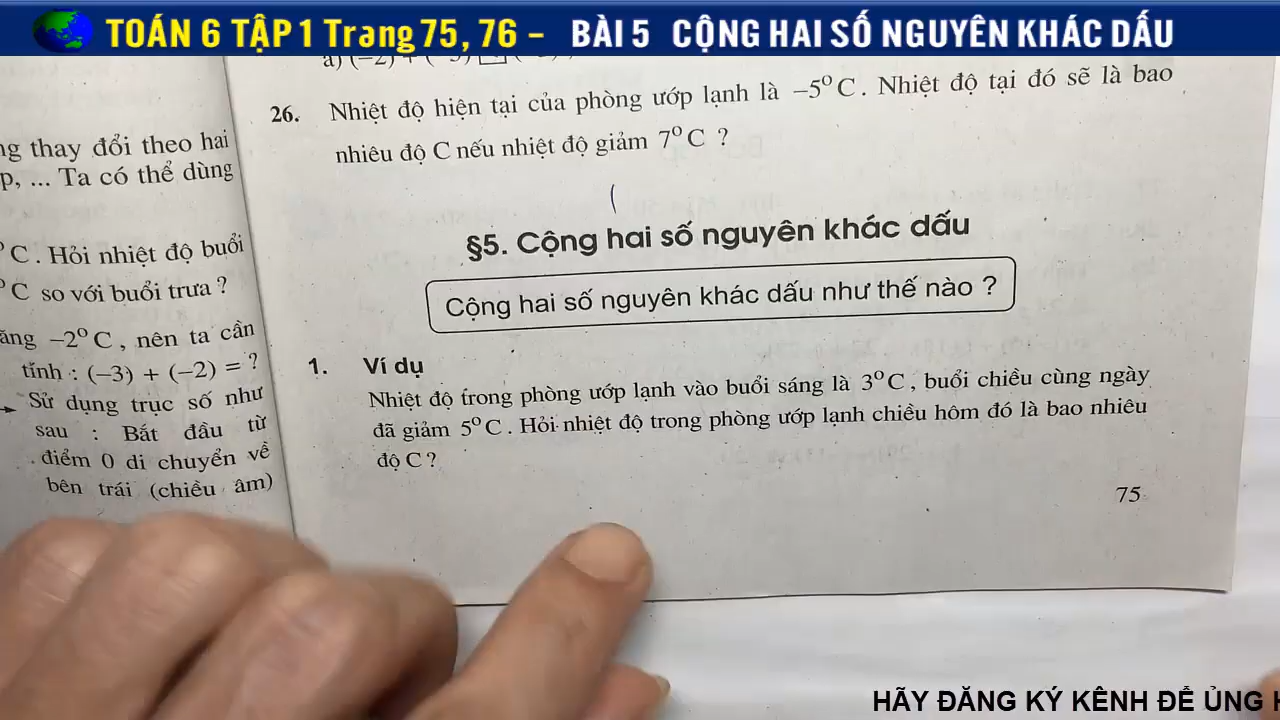 TOÁN 6 TẬP 1 Trang 75, 76 – BÀI 5 CỘNG HAI SỐ NGUYÊN KHÁC DẤU
26. Nhiệt độ hiện tại của phòng ướp lạnh là −5°C. Nhiệt độ tại đó sẽ là bao
nhiêu độ C nếu nhiệt độ giảm 7°C ?
§5. Cộng hai số nguyên khác dấu
Cộng hai số nguyên khác dấu như thế nào ?
1. Ví dụ
Nhiệt độ trong phòng ướp lạnh vào buổi sáng là 3°C, buổi chiều cùng ngày
đã giảm 5°C. Hỏi nhiệt độ trong phòng ướp lạnh chiều hôm đó là bao nhiêu
độ C ?
75
thay đổi theo hai
... Ta có thể dùng
°C. Hỏi nhiệt độ buổi
°C so với buổi trưa ?
−2°C, nên ta cần
tính : (−3) + (−2) = ?
Sử dụng trục số như
sau : Bắt đầu từ
điểm 0 di chuyển về
bên trái (chiều âm)
HÃY ĐĂNG KÝ KÊNH ĐỂ ỦNG